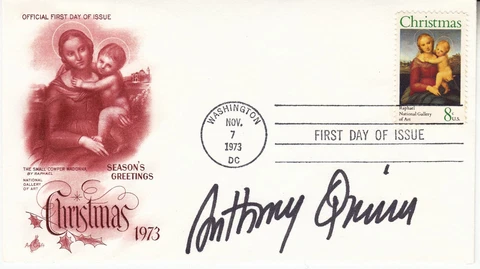 OFFICIAL FIRST DAY OF ISSUE
Christmas
Raphael
National Gallery
of Art
8¢ U.S.
WASHINGTON
NOV.
7
1973
DC
FIRST DAY OF ISSUE
THE SMALL COWPER MADONNA
BY RAPHAEL
NATIONAL
GALLERY
OF ART
SEASON'S
GREETINGS
Christmas
1973
Anthony Quinn